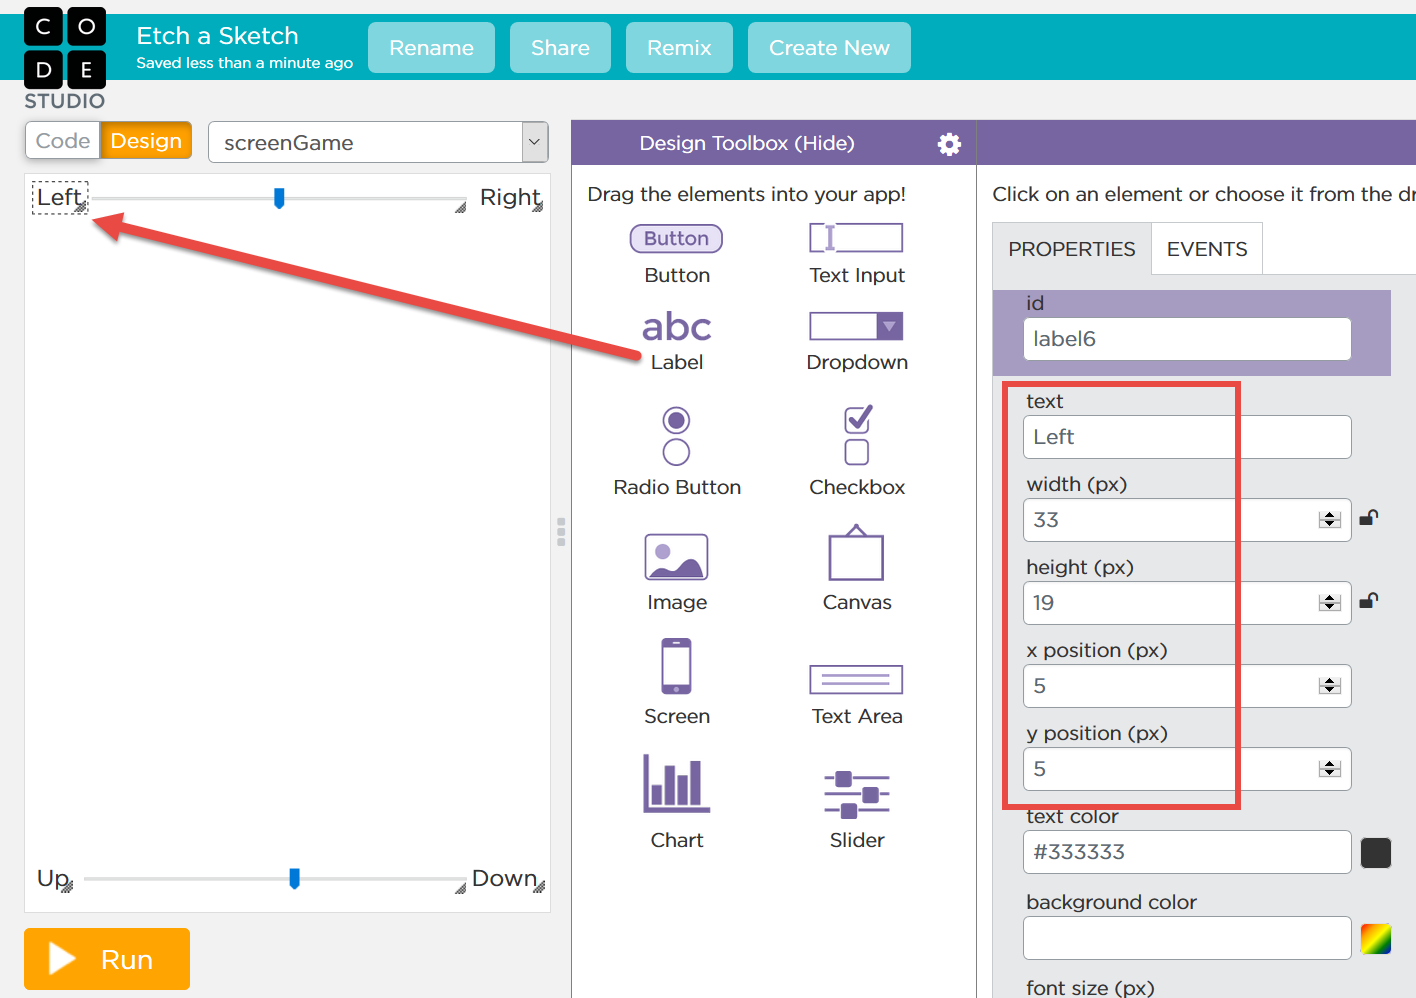 C O
D E
STUDIO
Etch a Sketch
Saved less than a minute ago
Rename
Share
Remix
Create New
Code
Design
screenGame
Left
Right
Up
Down
Run
Design Toolbox (Hide)
Drag the elements into your app!
Button
Button
Text Input
abc
Label
Dropdown
Radio Button
Checkbox
Image
Canvas
Screen
Text Area
Chart
Slider
Click on an element or choose it from the
PROPERTIES
EVENTS
id
label6
text
Left
width (px)
33
height (px)
19
x position (px)
5
y position (px)
5
text color
#333333
background color
font size (px)